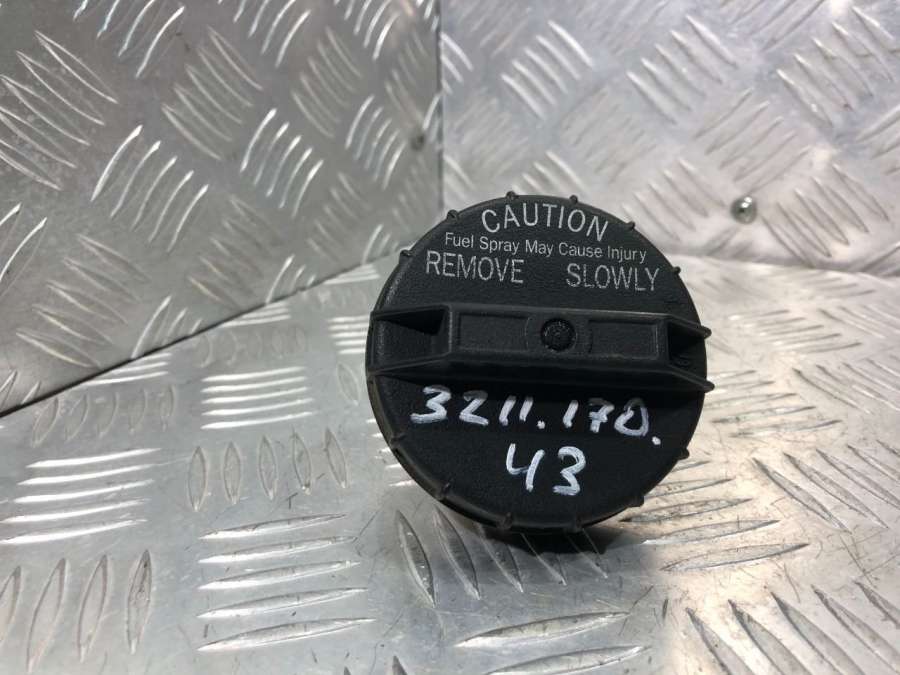 CAUTION
Fuel Spray May Cause Injury
REMOVE SLOWLY
3211.170.
43